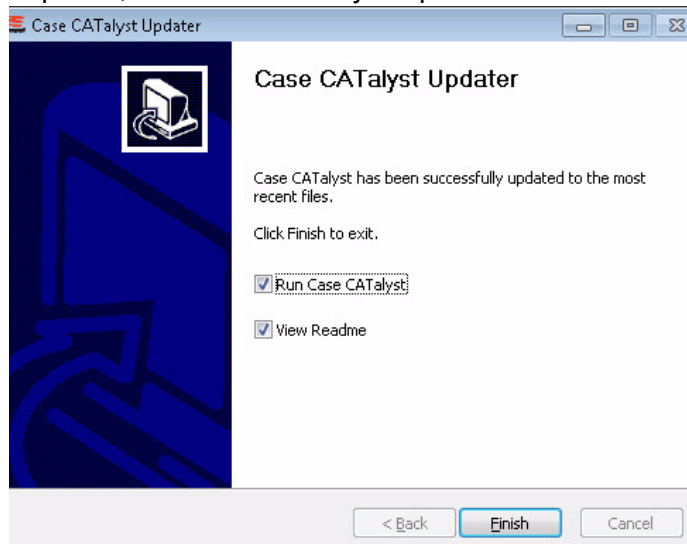 Case CATalyst Updater
Case CATalyst Updater
Case CATalyst has been successfully updated to the most
recent files.
Click Finish to exit.
Run Case CATalyst
View Readme
< Back Finish Cancel